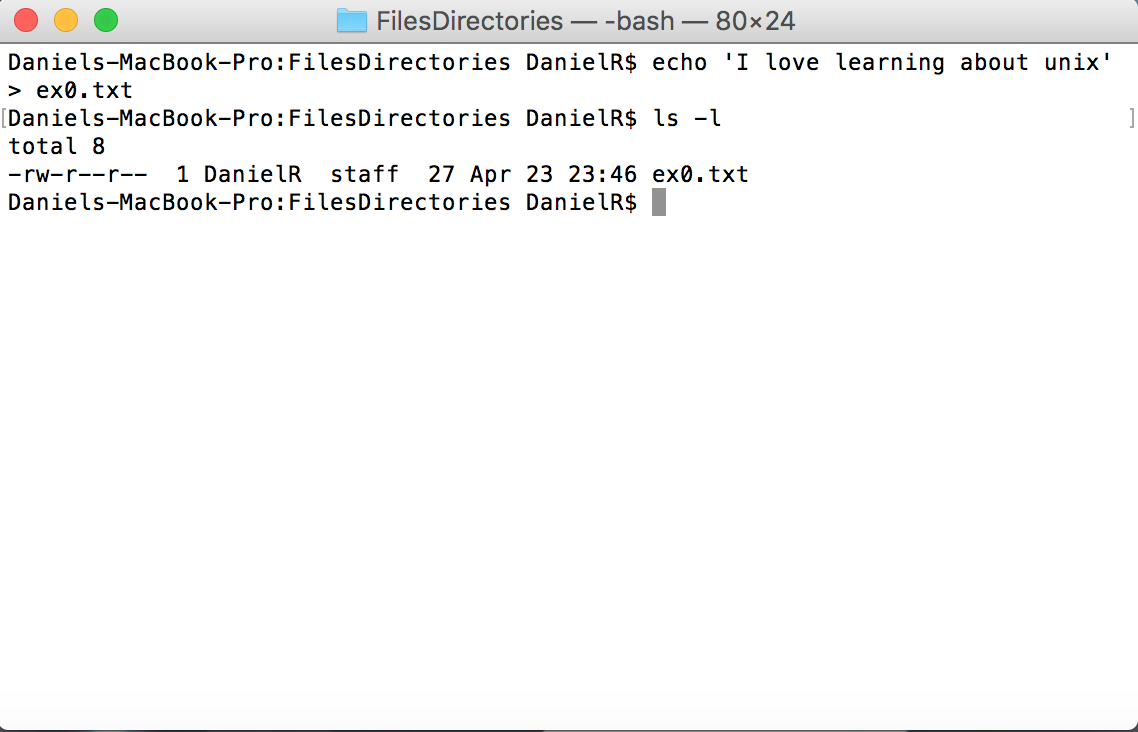 FilesDirectories — -bash — 80×24
Daniels-MacBook-Pro:FilesDirectories DanielR$ echo 'I love learning about unix'
> ex0.txt
[Daniels-MacBook-Pro:FilesDirectories DanielR$ ls -l ]
total 8
-rw-r--r--  1 DanielR  staff  27 Apr 23 23:46 ex0.txt
Daniels-MacBook-Pro:FilesDirectories DanielR$